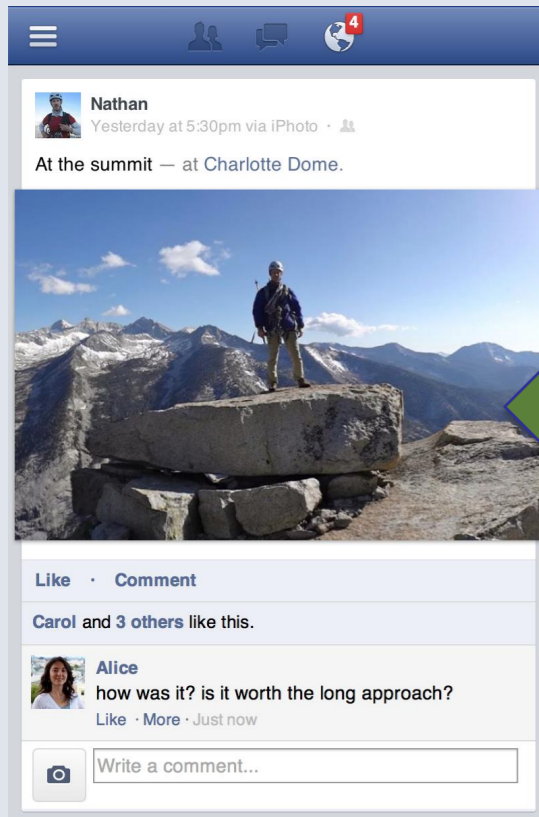 4
Nathan
Yesterday at 5:30pm via iPhoto ·
At the summit — at Charlotte Dome.
Like · Comment
Carol and 3 others like this.
Alice
how was it? is it worth the long approach?
Like · More · Just now
Write a comment...